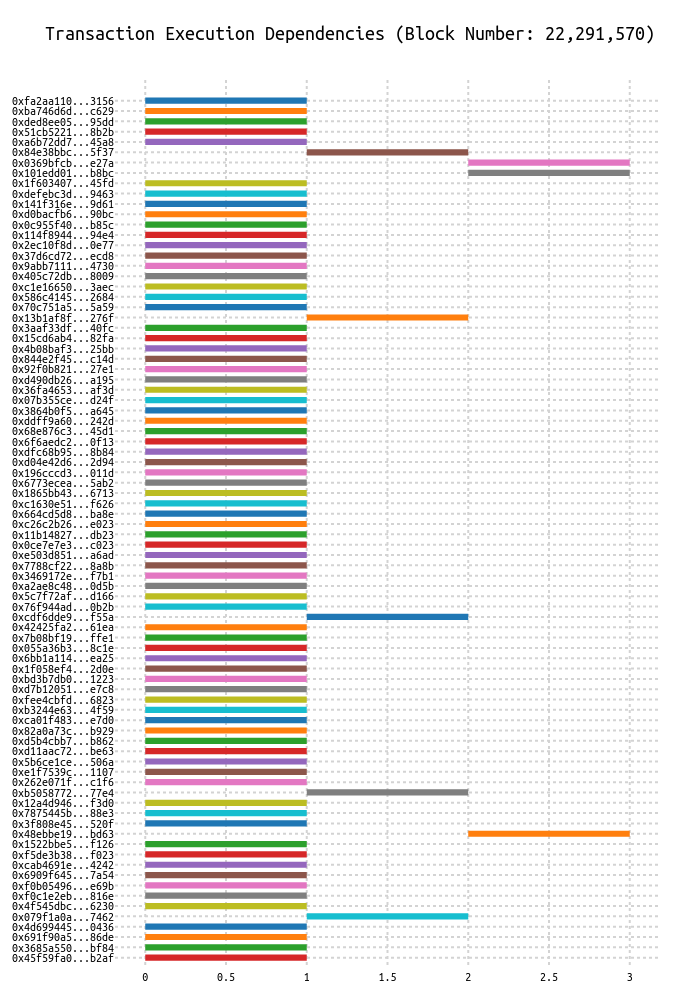 Transaction Execution Dependencies (Block Number: 22,291,570)
0xfa2aa110...3156
0xba746d6d...c629
0xded8ee05...95dd
0x51cb5221...8b2b
0xa6b72dd7...45a8
0x84e38bbc...5f37
0x0369bfcb...e27a
0x101edd01...b8bc
0x1f603407...45fd
0xdefebc3d...9463
0x141f316e...9d61
0xd0bacfb6...90bc
0x0c955f40...b85c
0x114f8944...94e4
0x2ec10f8d...0e77
0x37d6cd72...ecd8
0x9abb7111...4730
0x405c72db...8009
0xc1e16650...3aec
0x586c4145...2684
0x70c751a5...5a59
0x13b1af8f...276f
0x3aaf33df...40fc
0x15cd6ab4...82fa
0x4b08baf3...25bb
0x844e2f45...c14d
0x92f0b821...27e1
0xd490db26...a195
0x36fa4653...af3d
0x07b355ce...d24f
0x3864b0f5...a645
0xddff9a60...242d
0x68e876c3...45d1
0x6f6aedc2...0f13
0xdfc68b95...8b84
0xd04e42d6...2d94
0x196cccd3...011d
0x6773ecea...5ab2
0x1865bb43...6713
0xc1630e51...f626
0x664cd5d8...ba8e
0xc26c2b26...e023
0x11b14827...db23
0x0ce7e7e3...c023
0xe503d851...a6ad
0x7788cf22...8a8b
0x3469172e...f7b1
0xa2ae8c48...0d5b
0x5c7f72af...d166
0x76f944ad...0b2b
0xcdf6dde9...f55a
0x42425fa2...61ea
0x7b08bf19...ffe1
0x055a36b3...8c1e
0x6bb1a114...ea25
0x1f058ef4...2d0e
0xbd3b7db0...1223
0xd7b12051...e7c8
0xfee4cbfd...6823
0xb3244e63...4f59
0xca01f483...e7d0
0x82a0a73c...b929
0xd5b4cbb7...b862
0xd11aac72...be63
0x5b6ce1ce...506a
0xe1f7539c...1107
0x262e071f...c1f6
0xb5058772...77e4
0x12a4d946...f3d0
0x7875445b...88e3
0x3f808e45...520f
0x48ebbe19...bd63
0x1522bbe5...f126
0xf5de3b38...f023
0xcab4691e...4242
0x6909f645...7a54
0xf0b05496...e69b
0xf0c1e2eb...816e
0x4f545dbc...6230
0x079f1a0a...7462
0x4d699445...0436
0x691f90a5...86de
0x3685a550...bf84
0x45f59fa0...b2af
0 0.5 1 1.5 2 2.5 3